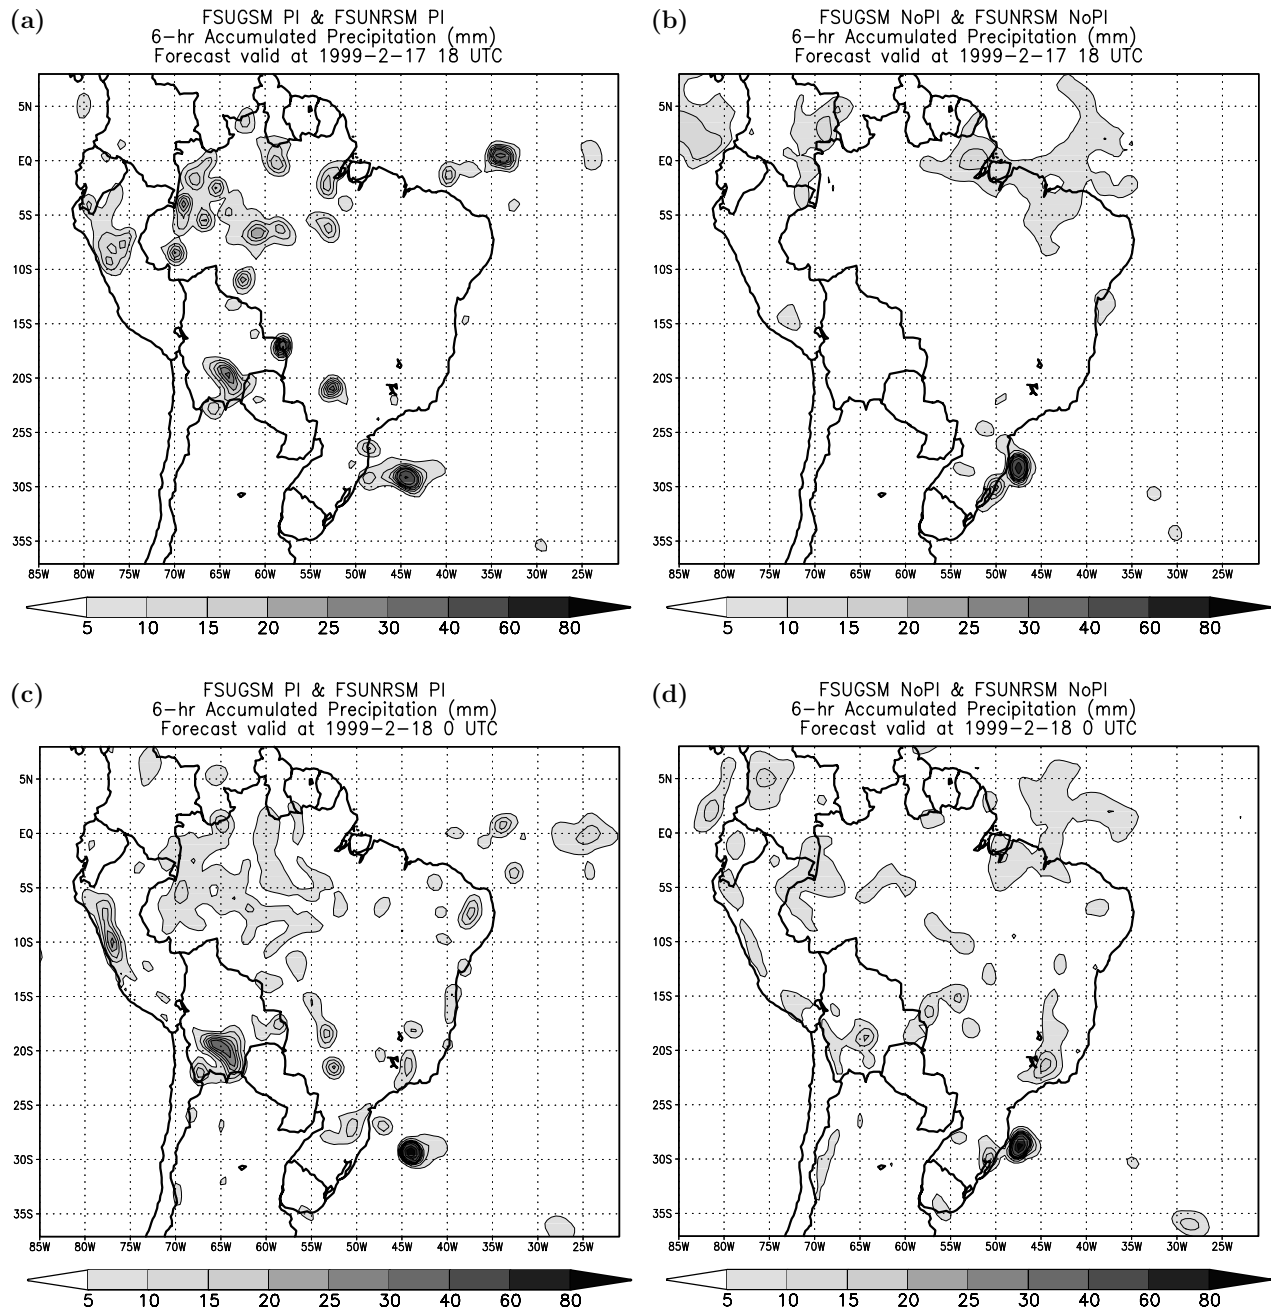 (a)
FSUGSM PI & FSUNRSM PI
6-hr Accumulated Precipitation (mm)
Forecast valid at 1999-2-17 18 UTC
5N
EQ
5S
10S
15S
20S
25S
30S
35S
85W 80W 75W 70W 65W 60W 55W 50W 45W 40W 35W 30W 25W
5 10 15 20 25 30 40 60 80
(b)
FSUGSM NoPI & FSUNRSM NoPI
6-hr Accumulated Precipitation (mm)
Forecast valid at 1999-2-17 18 UTC
5N
EQ
5S
10S
15S
20S
25S
30S
35S
85W 80W 75W 70W 65W 60W 55W 50W 45W 40W 35W 30W 25W
5 10 15 20 25 30 40 60 80
(c)
FSUGSM PI & FSUNRSM PI
6-hr Accumulated Precipitation (mm)
Forecast valid at 1999-2-18 0 UTC
5N
EQ
5S
10S
15S
20S
25S
30S
35S
85W 80W 75W 70W 65W 60W 55W 50W 45W 40W 35W 30W 25W
5 10 15 20 25 30 40 60 80
(d)
FSUGSM NoPI & FSUNRSM NoPI
6-hr Accumulated Precipitation (mm)
Forecast valid at 1999-2-18 0 UTC
5N
EQ
5S
10S
15S
20S
25S
30S
35S
85W 80W 75W 70W 65W 60W 55W 50W 45W 40W 35W 30W 25W
5 10 15 20 25 30 40 60 80